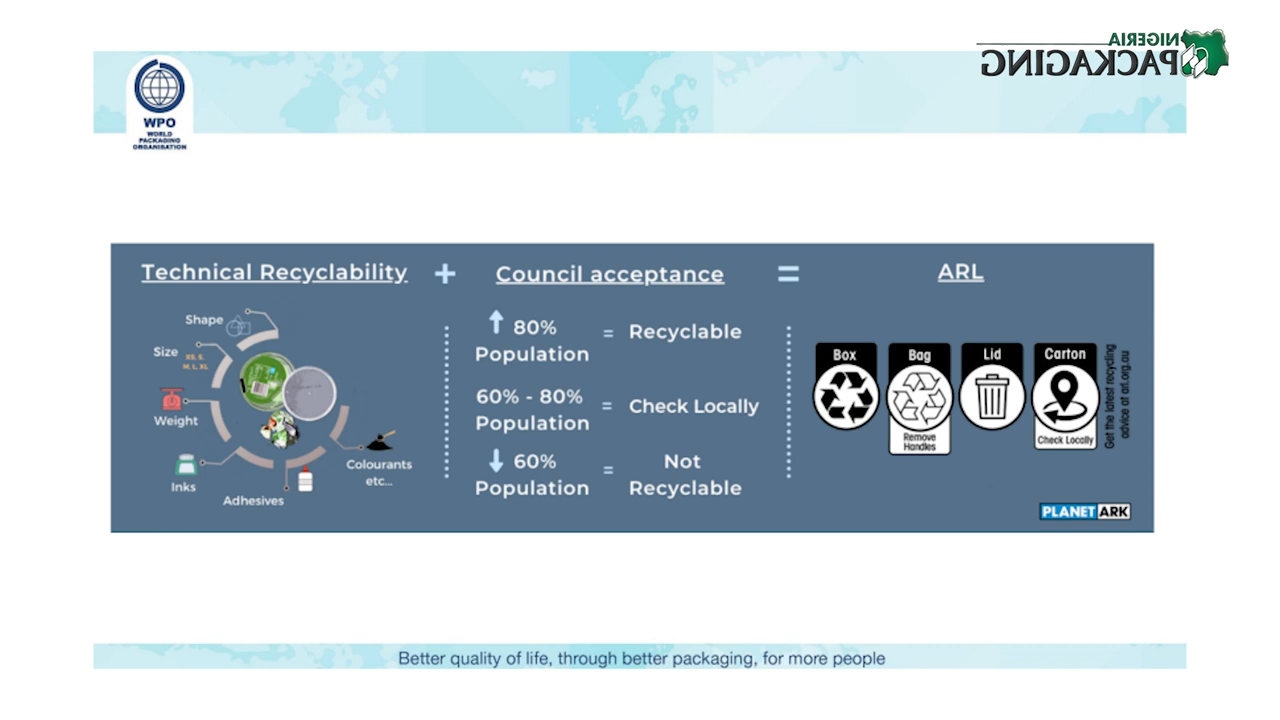 NIGERIA
PACKAGING
WPO
WORLD
PACKAGING
ORGANISATION
Technical Recyclability + Council acceptance = ARL
Shape
Size
XS, S,
M, L, XL
Weight
Inks
Adhesives
Colourants
etc...
80%
Population
= Recyclable
60% - 80%
Population
= Check Locally
60%
Population
= Not
Recyclable
Box
Bag
Remove
Handles
Lid
Carton
Check Locally
Get the latest recycling
advice at arl.org.au
PLANET ARK
Better quality of life, through better packaging, for more people